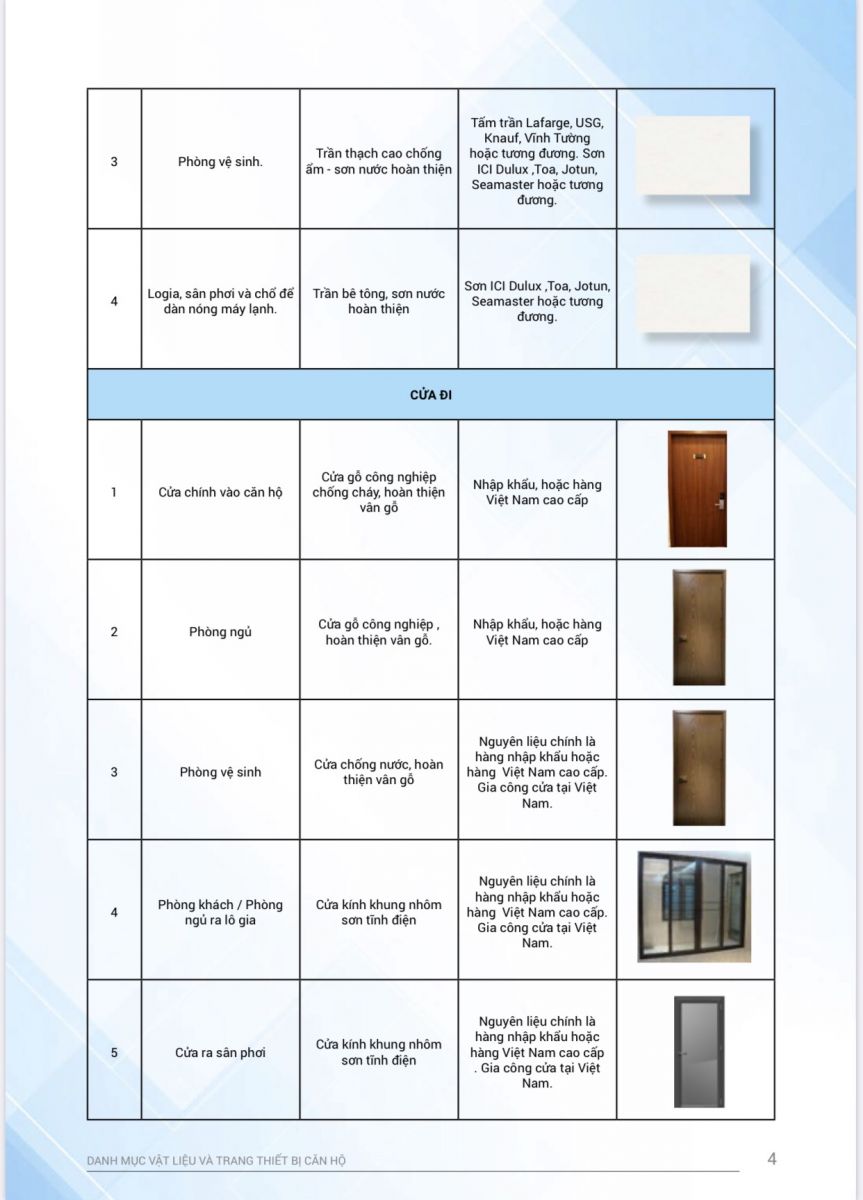 3
Phòng vệ sinh.
Trần thạch cao chống
ẩm - sơn nước hoàn thiện
Tấm trần Lafarge, USG,
Knauf, Vĩnh Tường
hoặc tương đương. Sơn
ICI Dulux ,Toa, Jotun,
Seamaster hoặc tương
đương.
4
Logia, sân phơi và chổ để
dàn nóng máy lạnh.
Trần bê tông, sơn nước
hoàn thiện
Sơn ICI Dulux ,Toa, Jotun,
Seamaster hoặc tương
đương.
CỬA ĐI
1
Cửa chính vào căn hộ
Cửa gỗ công nghiệp
chống cháy, hoàn thiện
vân gỗ
Nhập khẩu, hoặc hàng
Việt Nam cao cấp
2
Phòng ngủ
Cửa gỗ công nghiệp ,
hoàn thiện vân gỗ.
Nhập khẩu, hoặc hàng
Việt Nam cao cấp
3
Phòng vệ sinh
Cửa chống nước, hoàn
thiện vân gỗ
Nguyên liệu chính là
hàng nhập khẩu hoặc
hàng  Việt Nam cao cấp.
Gia công cửa tại Việt
Nam.
4
Phòng khách / Phòng
ngủ ra lô gia
Cửa kính khung nhôm
sơn tĩnh điện
Nguyên liệu chính là
hàng nhập khẩu hoặc
hàng  Việt Nam cao cấp.
Gia công cửa tại Việt
Nam.
5
Cửa ra sân phơi
Cửa kính khung nhôm
sơn tĩnh điện
Nguyên liệu chính là
hàng nhập khẩu hoặc
hàng Việt Nam cao cấp
. Gia công cửa tại Việt
Nam.
DANH MỤC VẬT LIỆU VÀ TRANG THIẾT BỊ CĂN HỘ
4